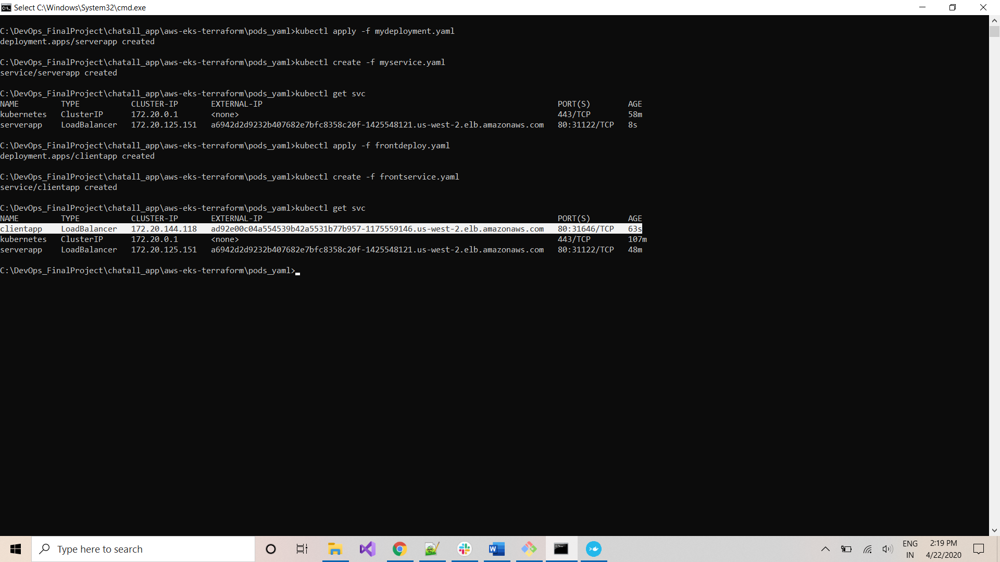 Select C:\Windows\System32\cmd.exe
C:\DevOps_FinalProject\chatall_app\aws-eks-terraform\pods_yaml>kubectl apply -f mydeployment.yaml
deployment.apps/serverapp created
C:\DevOps_FinalProject\chatall_app\aws-eks-terraform\pods_yaml>kubectl create -f myservice.yaml
service/serverapp created
C:\DevOps_FinalProject\chatall_app\aws-eks-terraform\pods_yaml>kubectl get svc
NAME TYPE CLUSTER-IP EXTERNAL-IP PORT(S) AGE
kubernetes ClusterIP 172.20.0.1 <none> 443/TCP 58m
serverapp LoadBalancer 172.20.125.151 a6942d2d9232b407682e7bfc8358c20f-1425548121.us-west-2.elb.amazonaws.com 80:31122/TCP 8s
C:\DevOps_FinalProject\chatall_app\aws-eks-terraform\pods_yaml>kubectl apply -f frontdeploy.yaml
deployment.apps/clientapp created
C:\DevOps_FinalProject\chatall_app\aws-eks-terraform\pods_yaml>kubectl create -f frontservice.yaml
service/clientapp created
C:\DevOps_FinalProject\chatall_app\aws-eks-terraform\pods_yaml>kubectl get svc
NAME TYPE CLUSTER-IP EXTERNAL-IP PORT(S) AGE
clientapp LoadBalancer 172.20.144.118 ad92e00c04a554539b42a5531b77b957-1175559146.us-west-2.elb.amazonaws.com 80:31646/TCP 63s
kubernetes ClusterIP 172.20.0.1 <none> 443/TCP 107m
serverapp LoadBalancer 172.20.125.151 a6942d2d9232b407682e7bfc8358c20f-1425548121.us-west-2.elb.amazonaws.com 80:31122/TCP 48m
C:\DevOps_FinalProject\chatall_app\aws-eks-terraform\pods_yaml>
Type here to search
ENG
IN
2:19 PM
4/22/2020